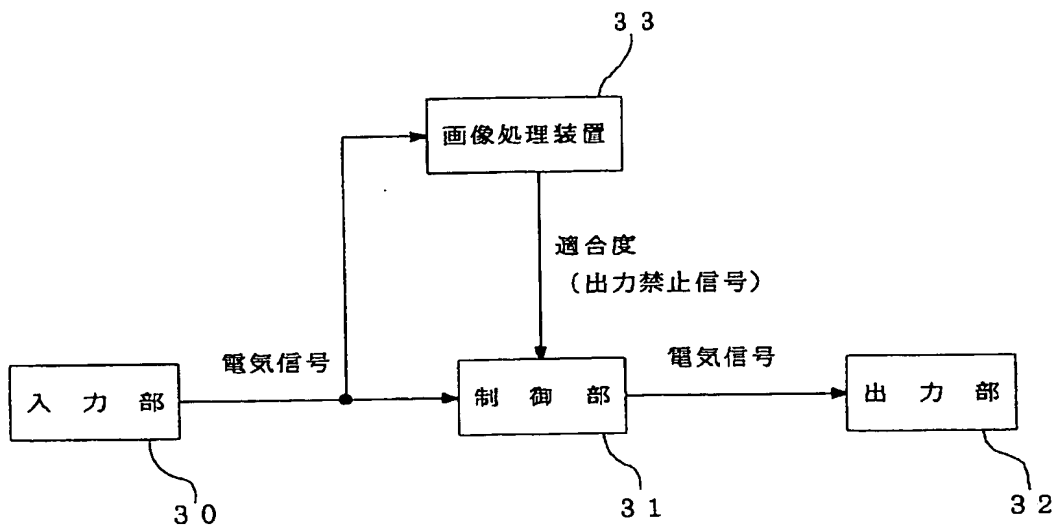 ３３
画像処理装置
適合度
（出力禁止信号）
電気信号
電気信号
入力部
制御部
出力部
３０
３１
３２